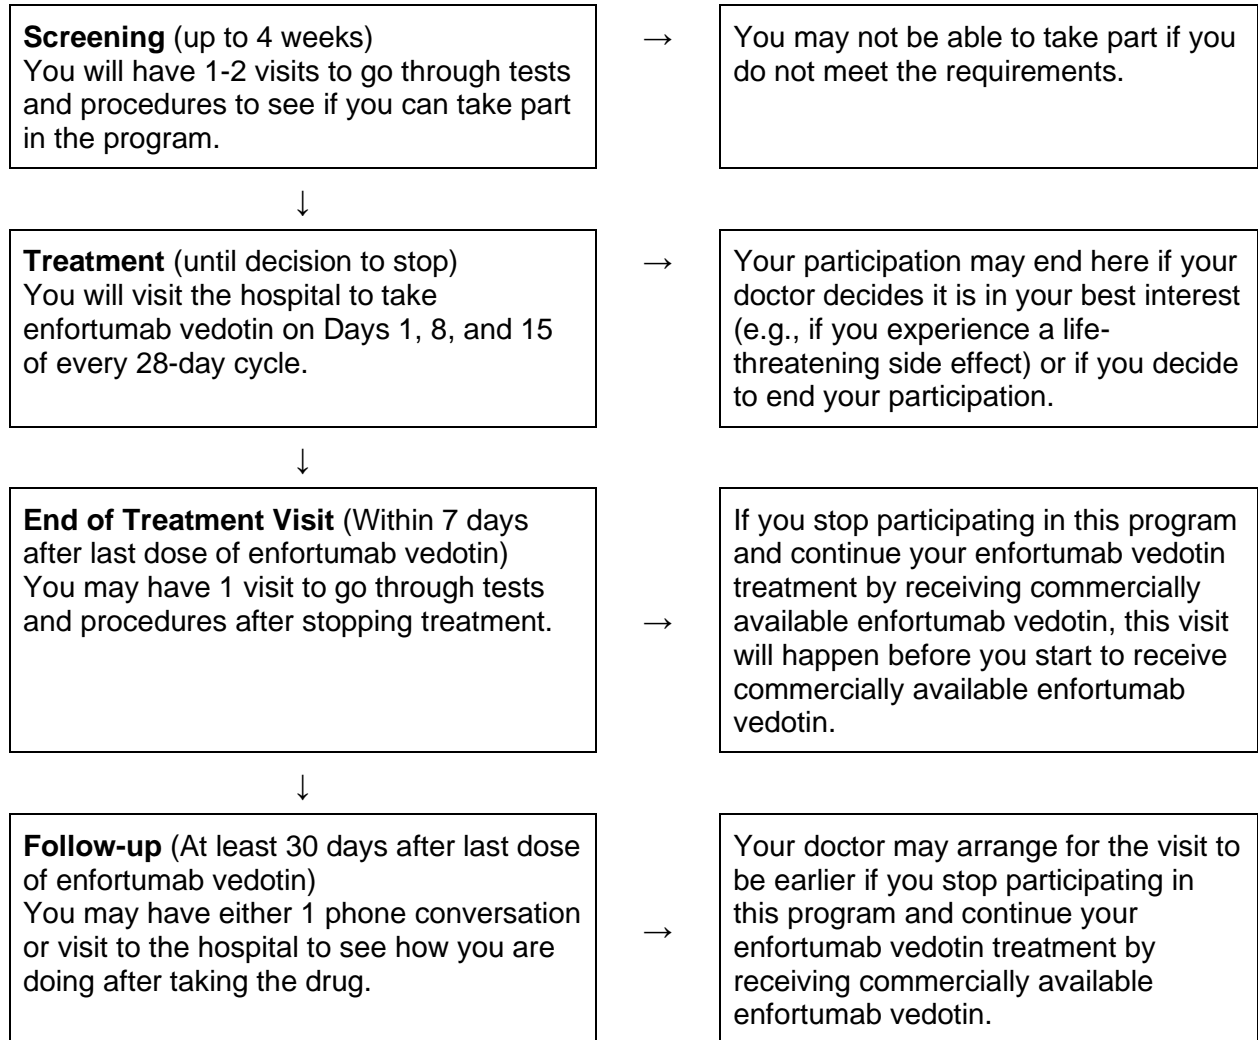 Screening (up to 4 weeks)
You will have 1-2 visits to go through tests
and procedures to see if you can take part
in the program.
→
You may not be able to take part if you
do not meet the requirements.
↓
Treatment (until decision to stop)
You will visit the hospital to take
enfortumab vedotin on Days 1, 8, and 15
of every 28-day cycle.
→
Your participation may end here if your
doctor decides it is in your best interest
(e.g., if you experience a life-
threatening side effect) or if you decide
to end your participation.
↓
End of Treatment Visit (Within 7 days
after last dose of enfortumab vedotin)
You may have 1 visit to go through tests
and procedures after stopping treatment.
→
If you stop participating in this program
and continue your enfortumab vedotin
treatment by receiving commercially
available enfortumab vedotin, this visit
will happen before you start to receive
commercially available enfortumab
vedotin.
↓
Follow-up (At least 30 days after last dose
of enfortumab vedotin)
You may have either 1 phone conversation
or visit to the hospital to see how you are
doing after taking the drug.
→
Your doctor may arrange for the visit to
be earlier if you stop participating in
this program and continue your
enfortumab vedotin treatment by
receiving commercially available
enfortumab vedotin.